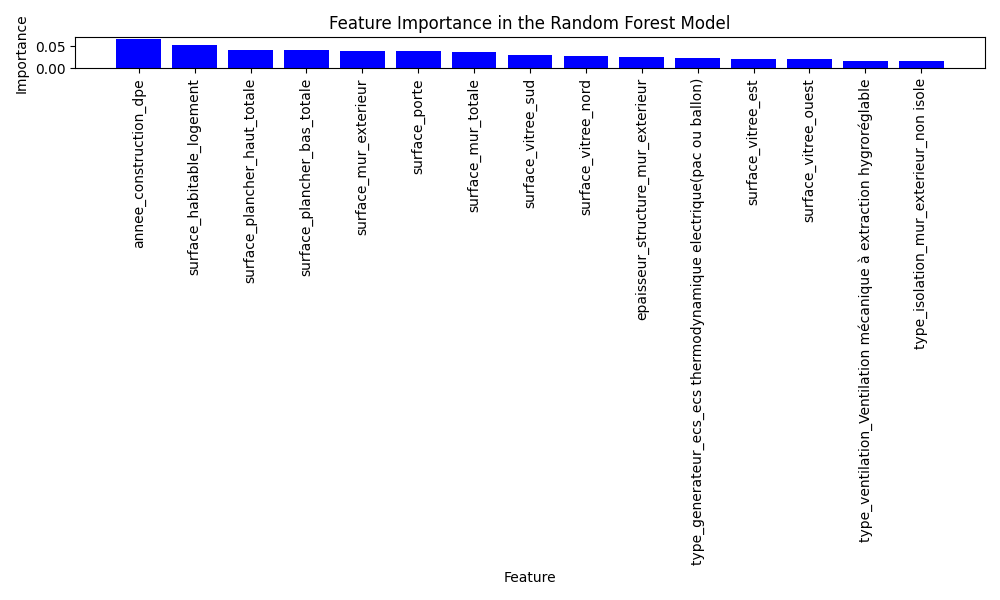 Feature Importance in the Random Forest Model
Importance
0.05
0.00
annee_construction_dpe
surface_habitable_logement
surface_plancher_haut_totale
surface_plancher_bas_totale
surface_mur_exterieur
surface_porte
surface_mur_totale
surface_vitree_sud
surface_vitree_nord
epaisseur_structure_mur_exterieur
type_generateur_ecs_ecs thermodynamique electrique(pac ou ballon)
surface_vitree_est
surface_vitree_ouest
type_ventilation_Ventilation mécanique à extraction hygroréglable
type_isolation_mur_exterieur_non isole
Feature